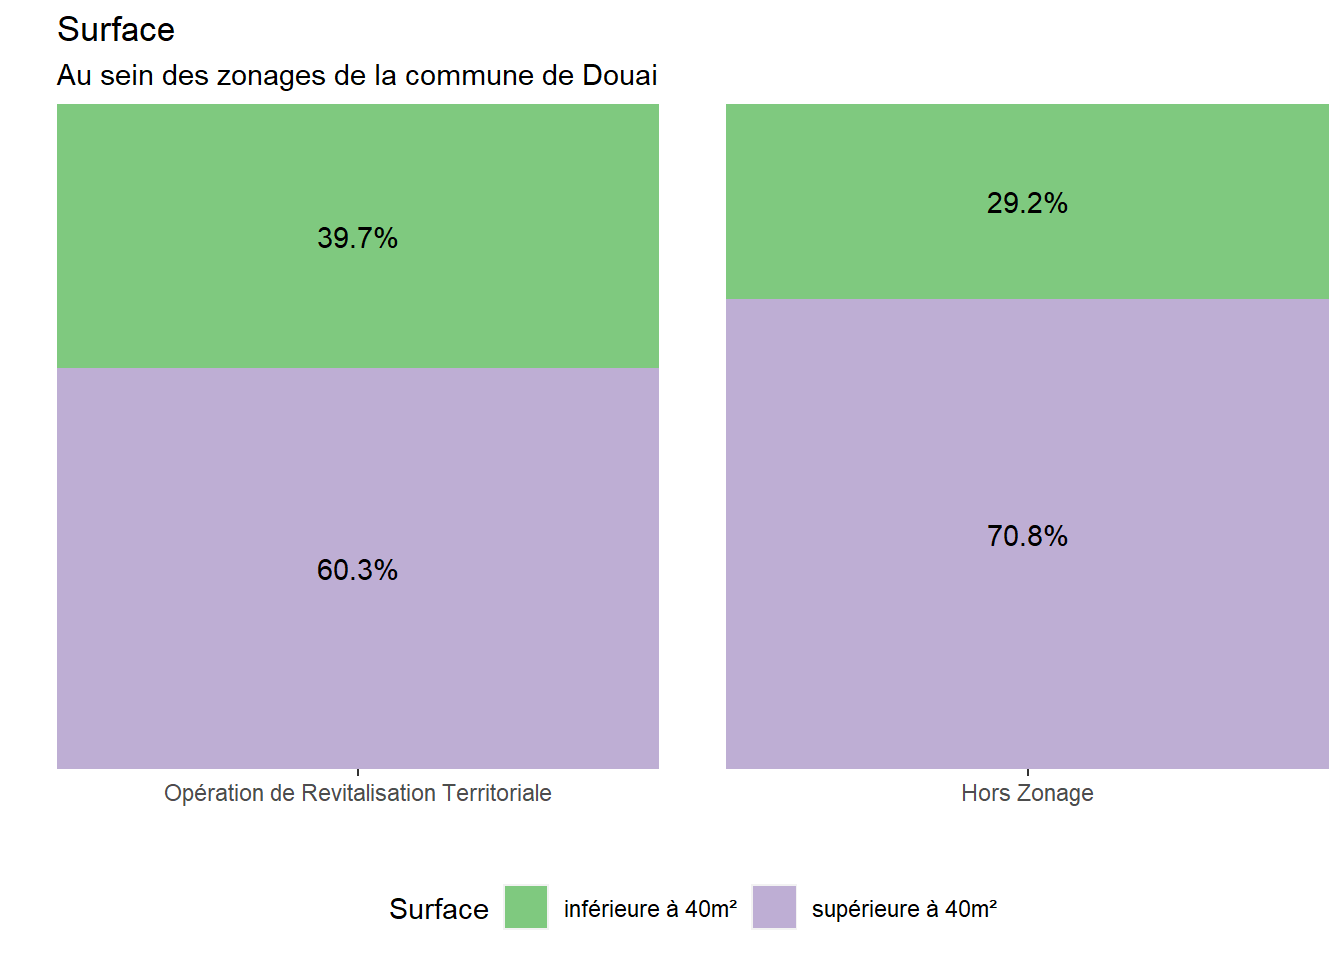 Surface
Au sein des zonages de la commune de Douai
39.7%
29.2%
60.3%
70.8%
Opération de Revitalisation Territoriale
Hors Zonage
Surface
inférieure à 40m²
supérieure à 40m²